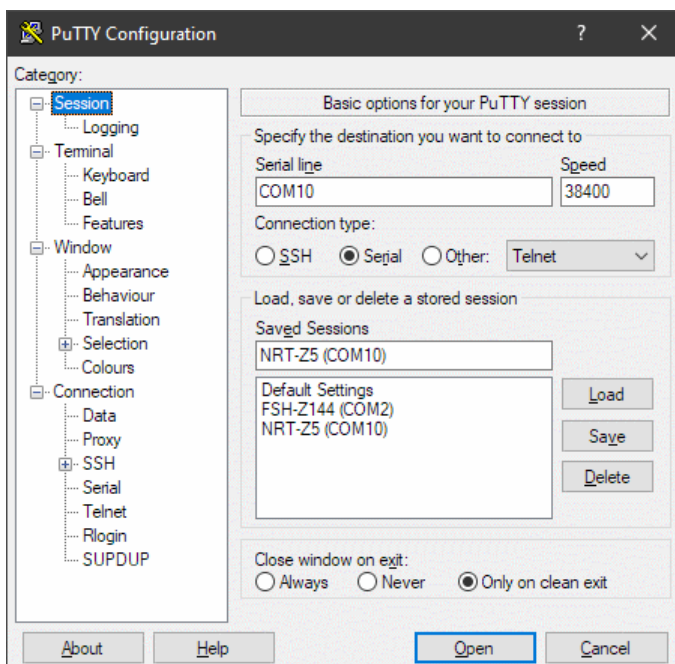 PuTTY Configuration
?
Category:
Session
Logging
Terminal
Keyboard
Bell
Features
Window
Appearance
Behaviour
Translation
Selection
Colours
Connection
Data
Proxy
SSH
Serial
Telnet
Rlogin
SUPDUP
Basic options for your PuTTY session
Specify the destination you want to connect to
Serial line Speed
COM10 38400
Connection type:
SSH Serial Other: Telnet
Load, save or delete a stored session
Saved Sessions
NRT-Z5 (COM10)
Default Settings
FSH-Z144 (COM2)
NRT-Z5 (COM10)
Load
Save
Delete
Close window on exit:
Always Never Only on clean exit
About Help Open Cancel